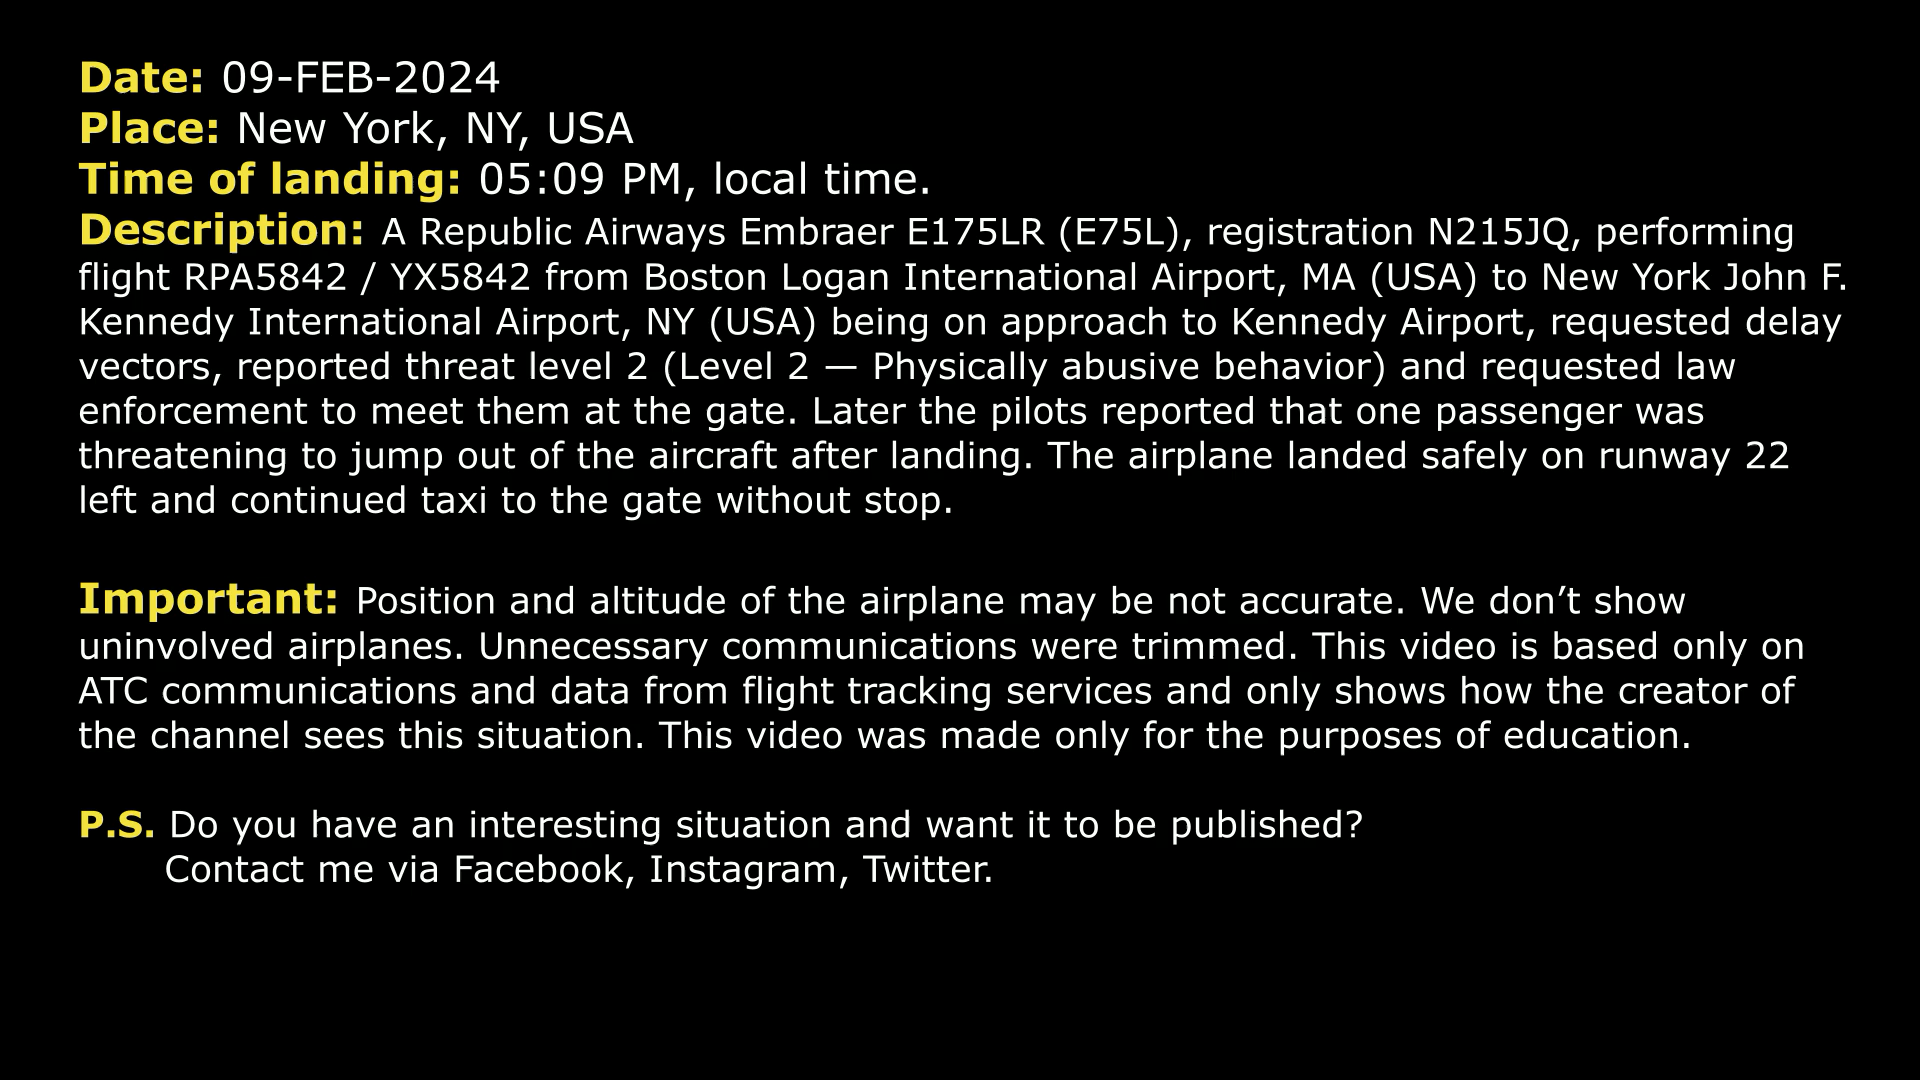 Date: 09-FEB-2024
Place: New York, NY, USA
Time of landing: 05:09 PM, local time.
Description: A Republic Airways Embraer E175LR (E75L), registration N215JQ, performing
flight RPA5842 / YX5842 from Boston Logan International Airport, MA (USA) to New York John F.
Kennedy International Airport, NY (USA) being on approach to Kennedy Airport, requested delay
vectors, reported threat level 2 (Level 2 — Physically abusive behavior) and requested law
enforcement to meet them at the gate. Later the pilots reported that one passenger was
threatening to jump out of the aircraft after landing. The airplane landed safely on runway 22
left and continued taxi to the gate without stop.
Important: Position and altitude of the airplane may be not accurate. We don’t show
uninvolved airplanes. Unnecessary communications were trimmed. This video is based only on
ATC communications and data from flight tracking services and only shows how the creator of
the channel sees this situation. This video was made only for the purposes of education.
P.S. Do you have an interesting situation and want it to be published?
Contact me via Facebook, Instagram, Twitter.